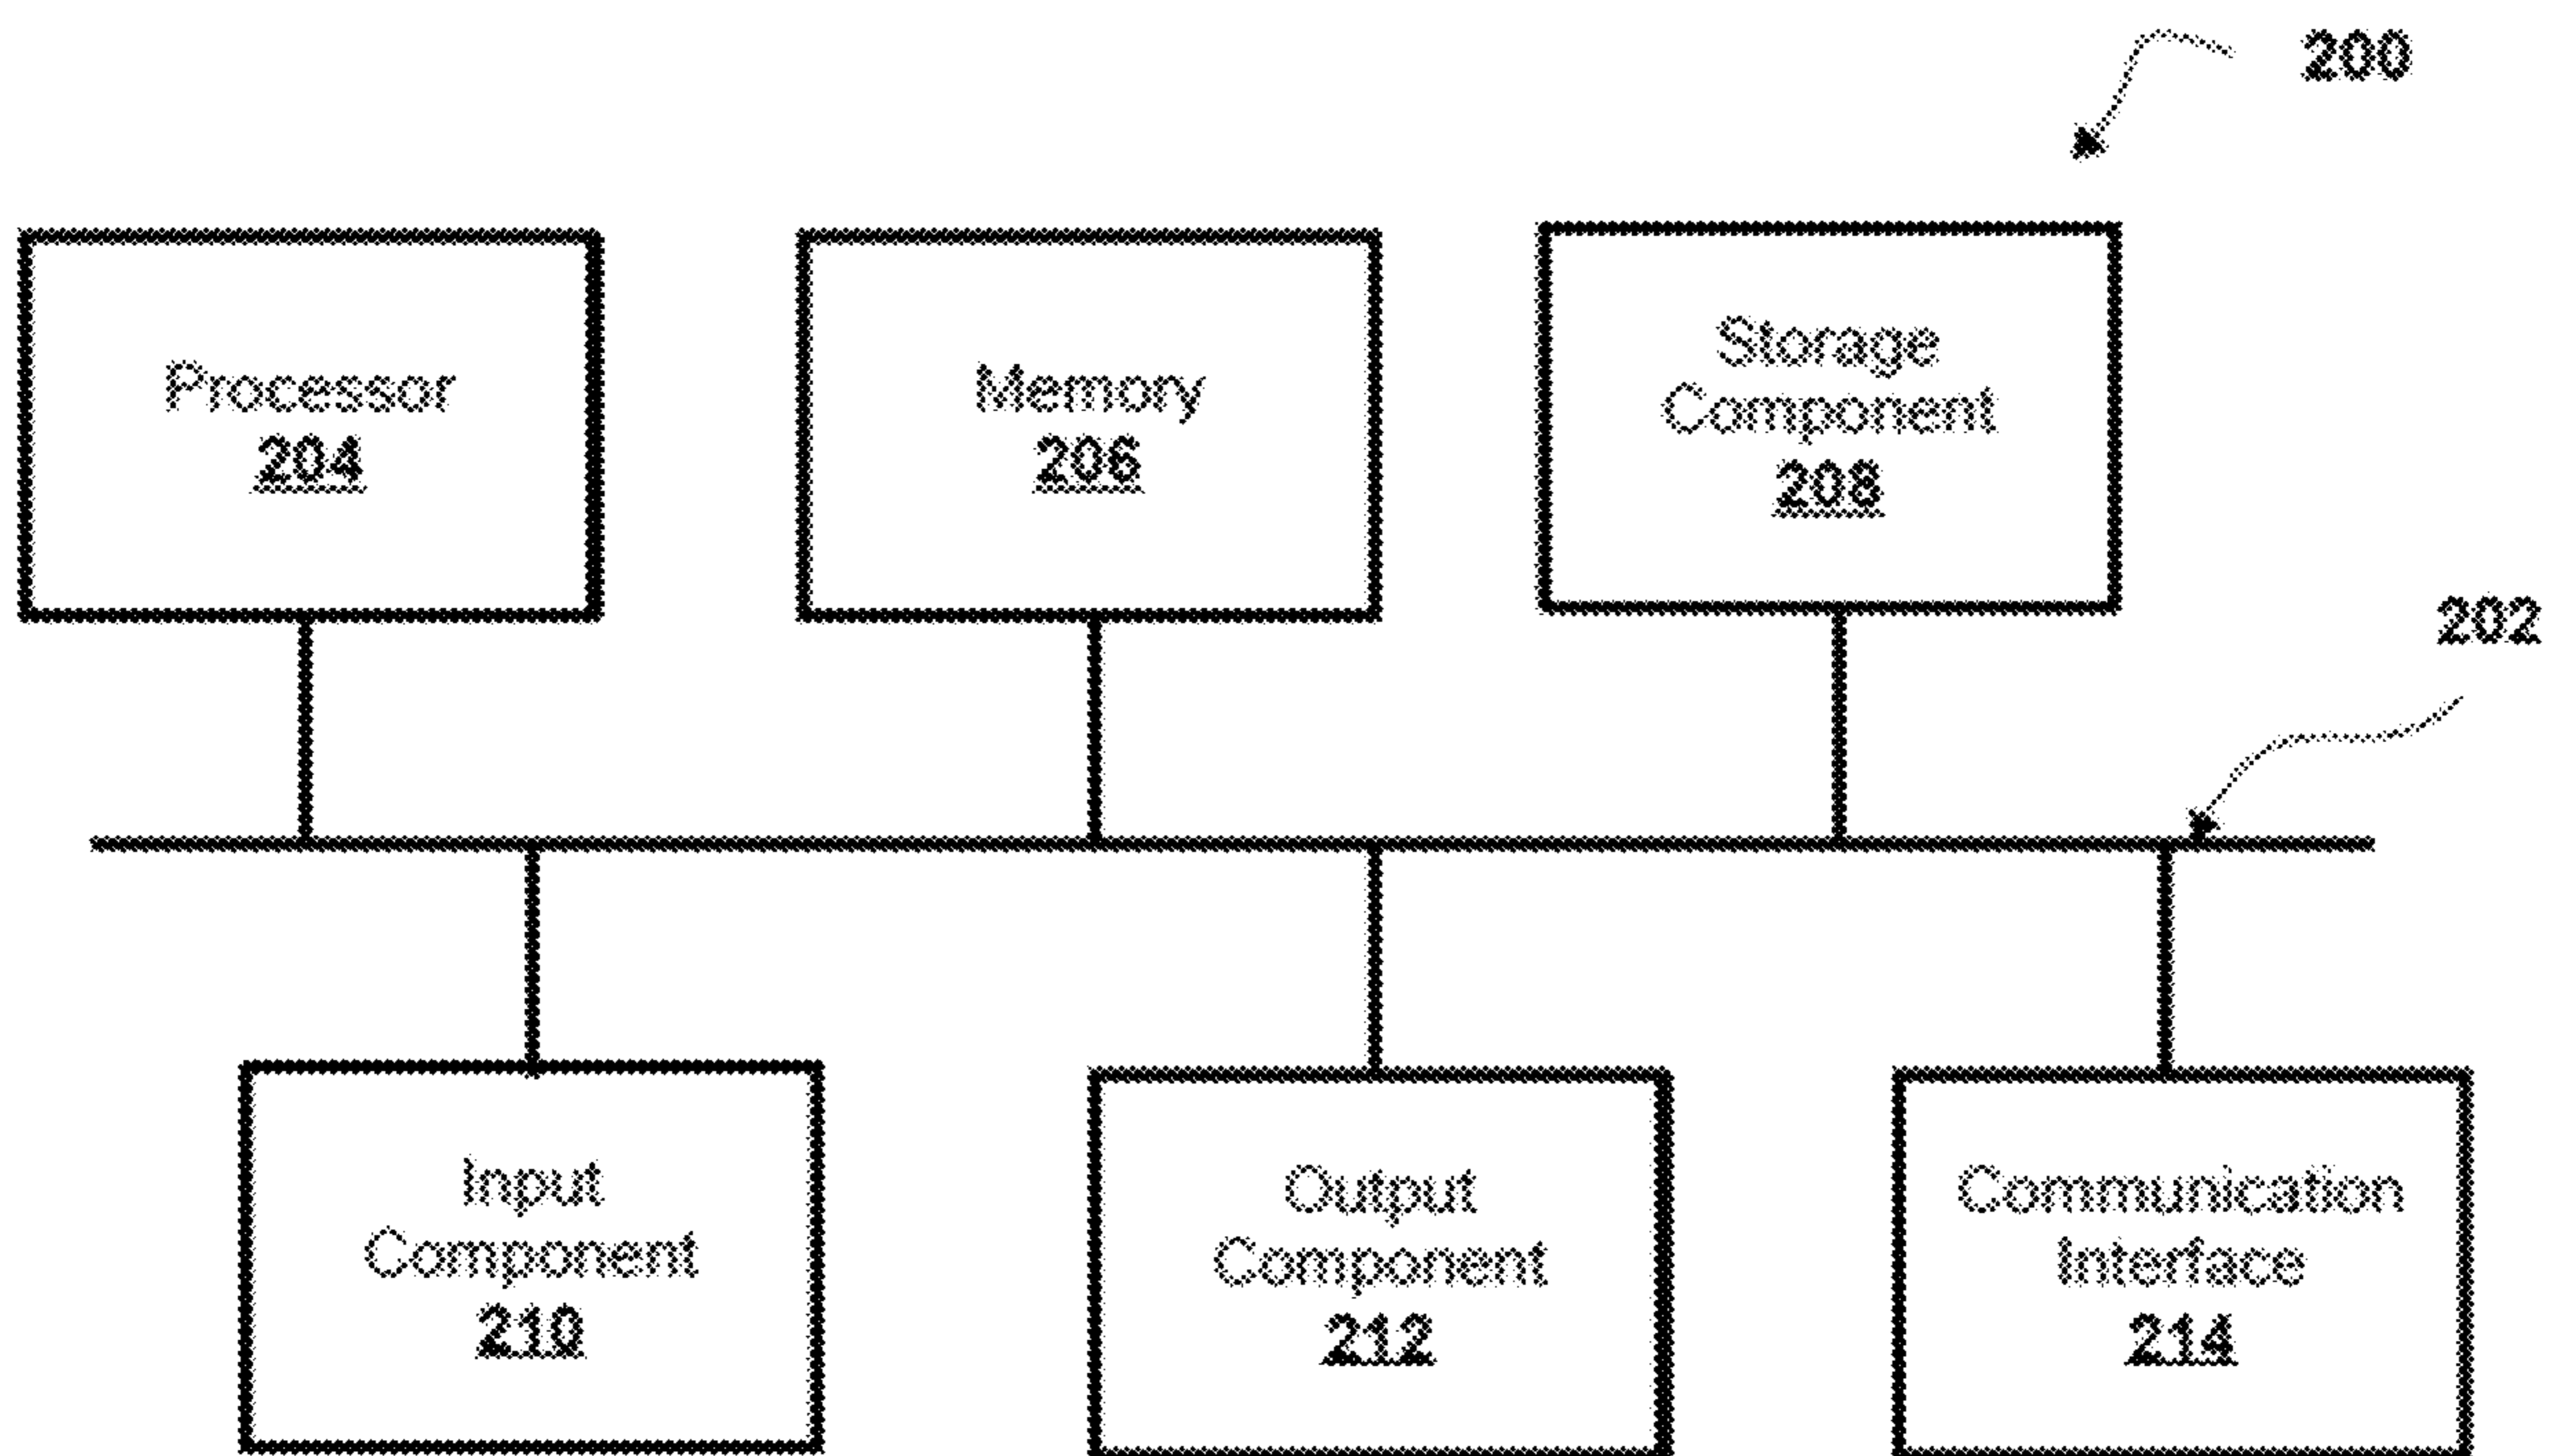 200
Processor
204
Memory
206
Storage
Component
208
202
Input
Component
210
Output
Component
212
Communication
Interface
214